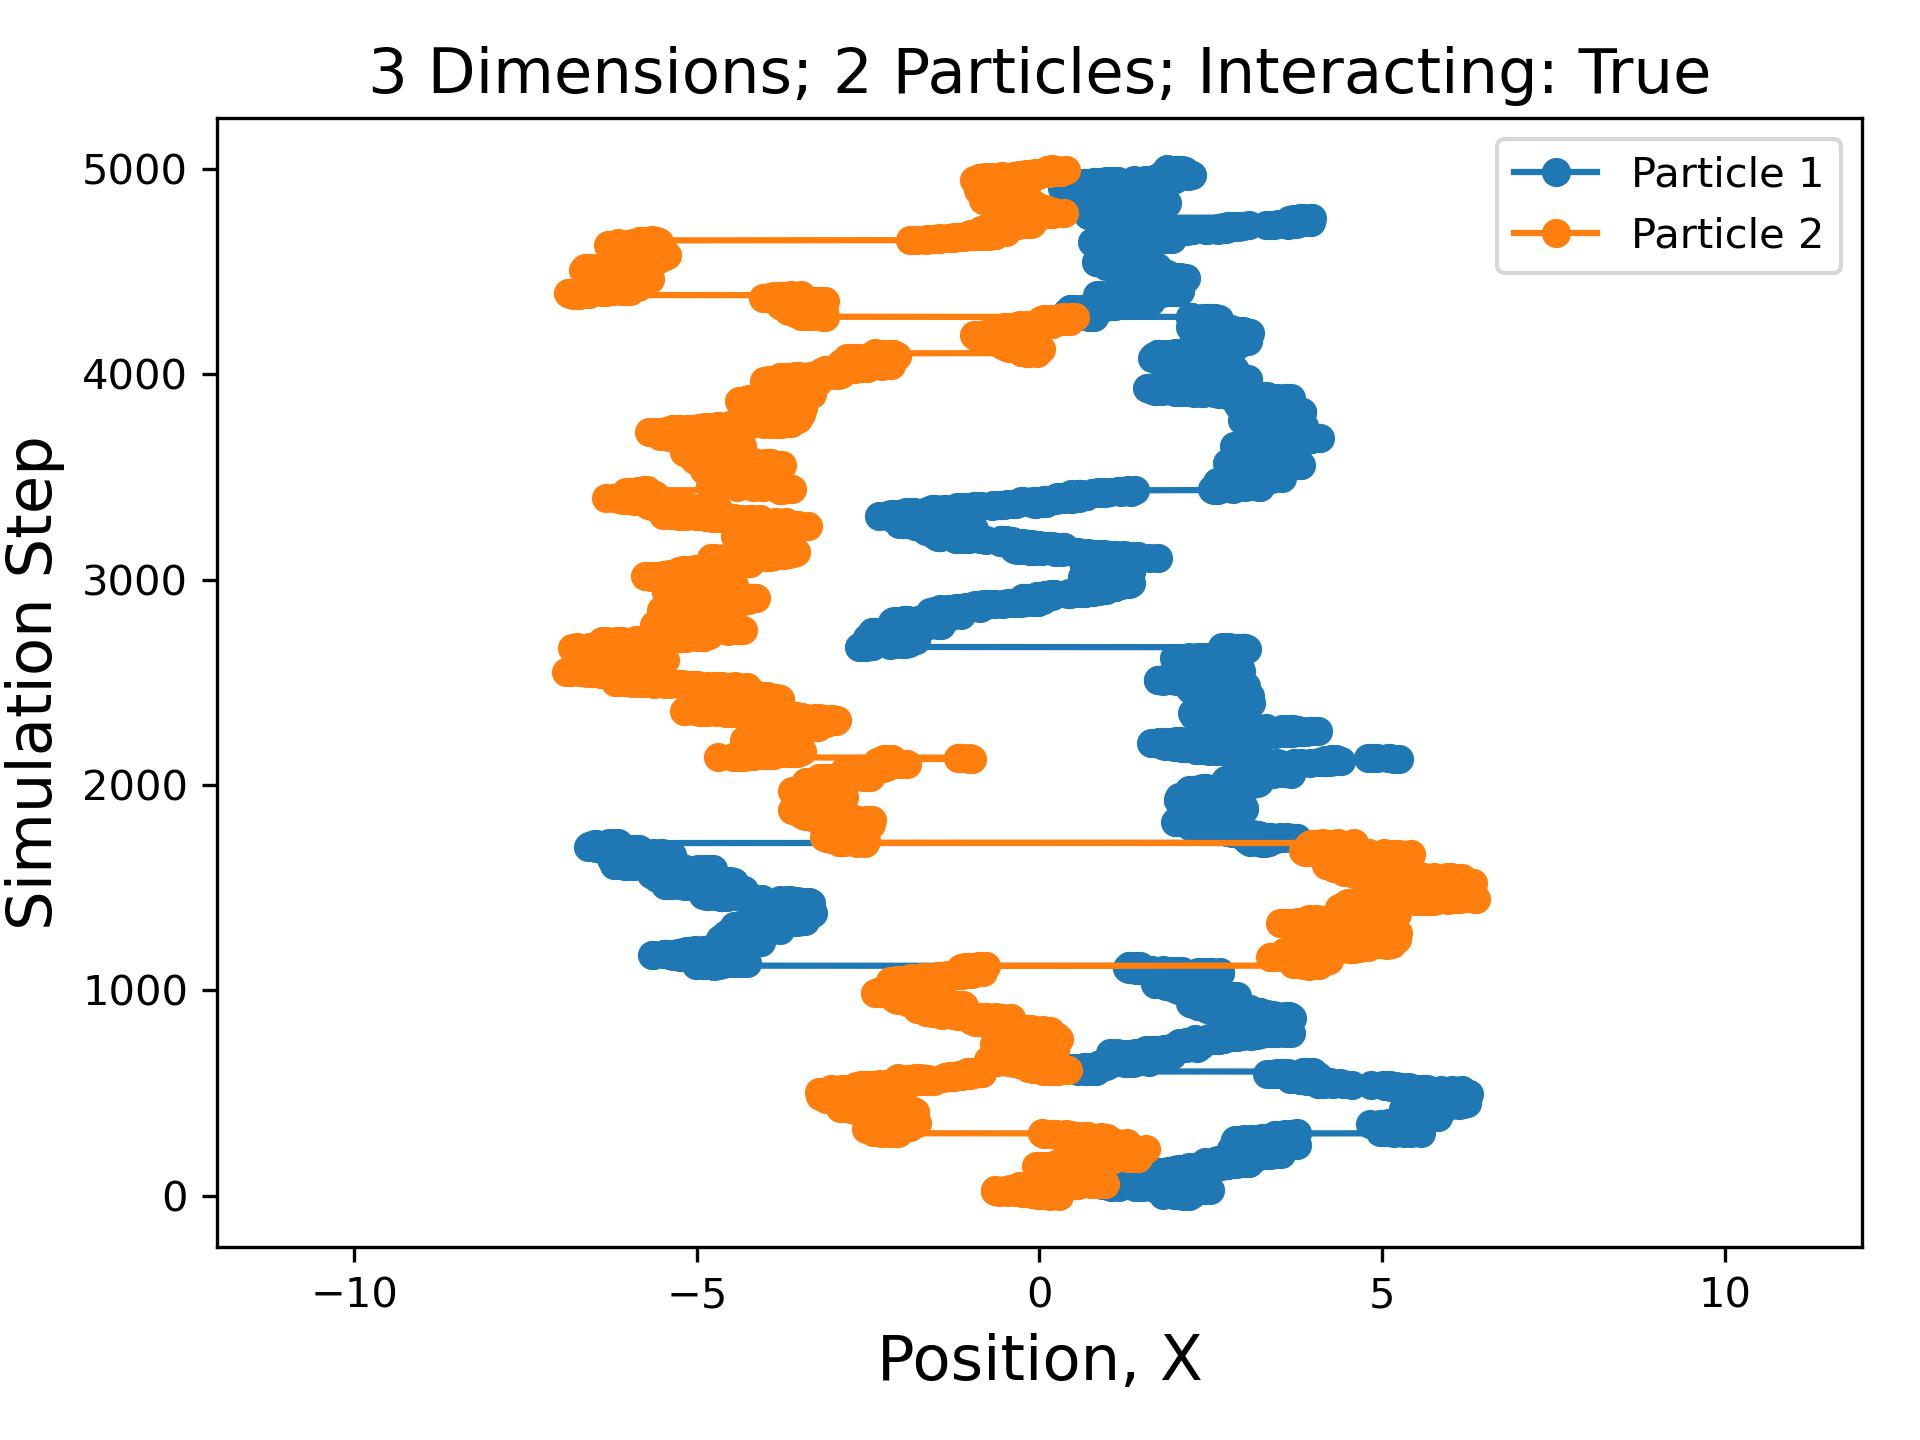 3 Dimensions; 2 Particles; Interacting: True
Particle 1
Particle 2
5000
4000
3000
2000
1000
0
Simulation Step
−10
−5
0
5
10
Position, X